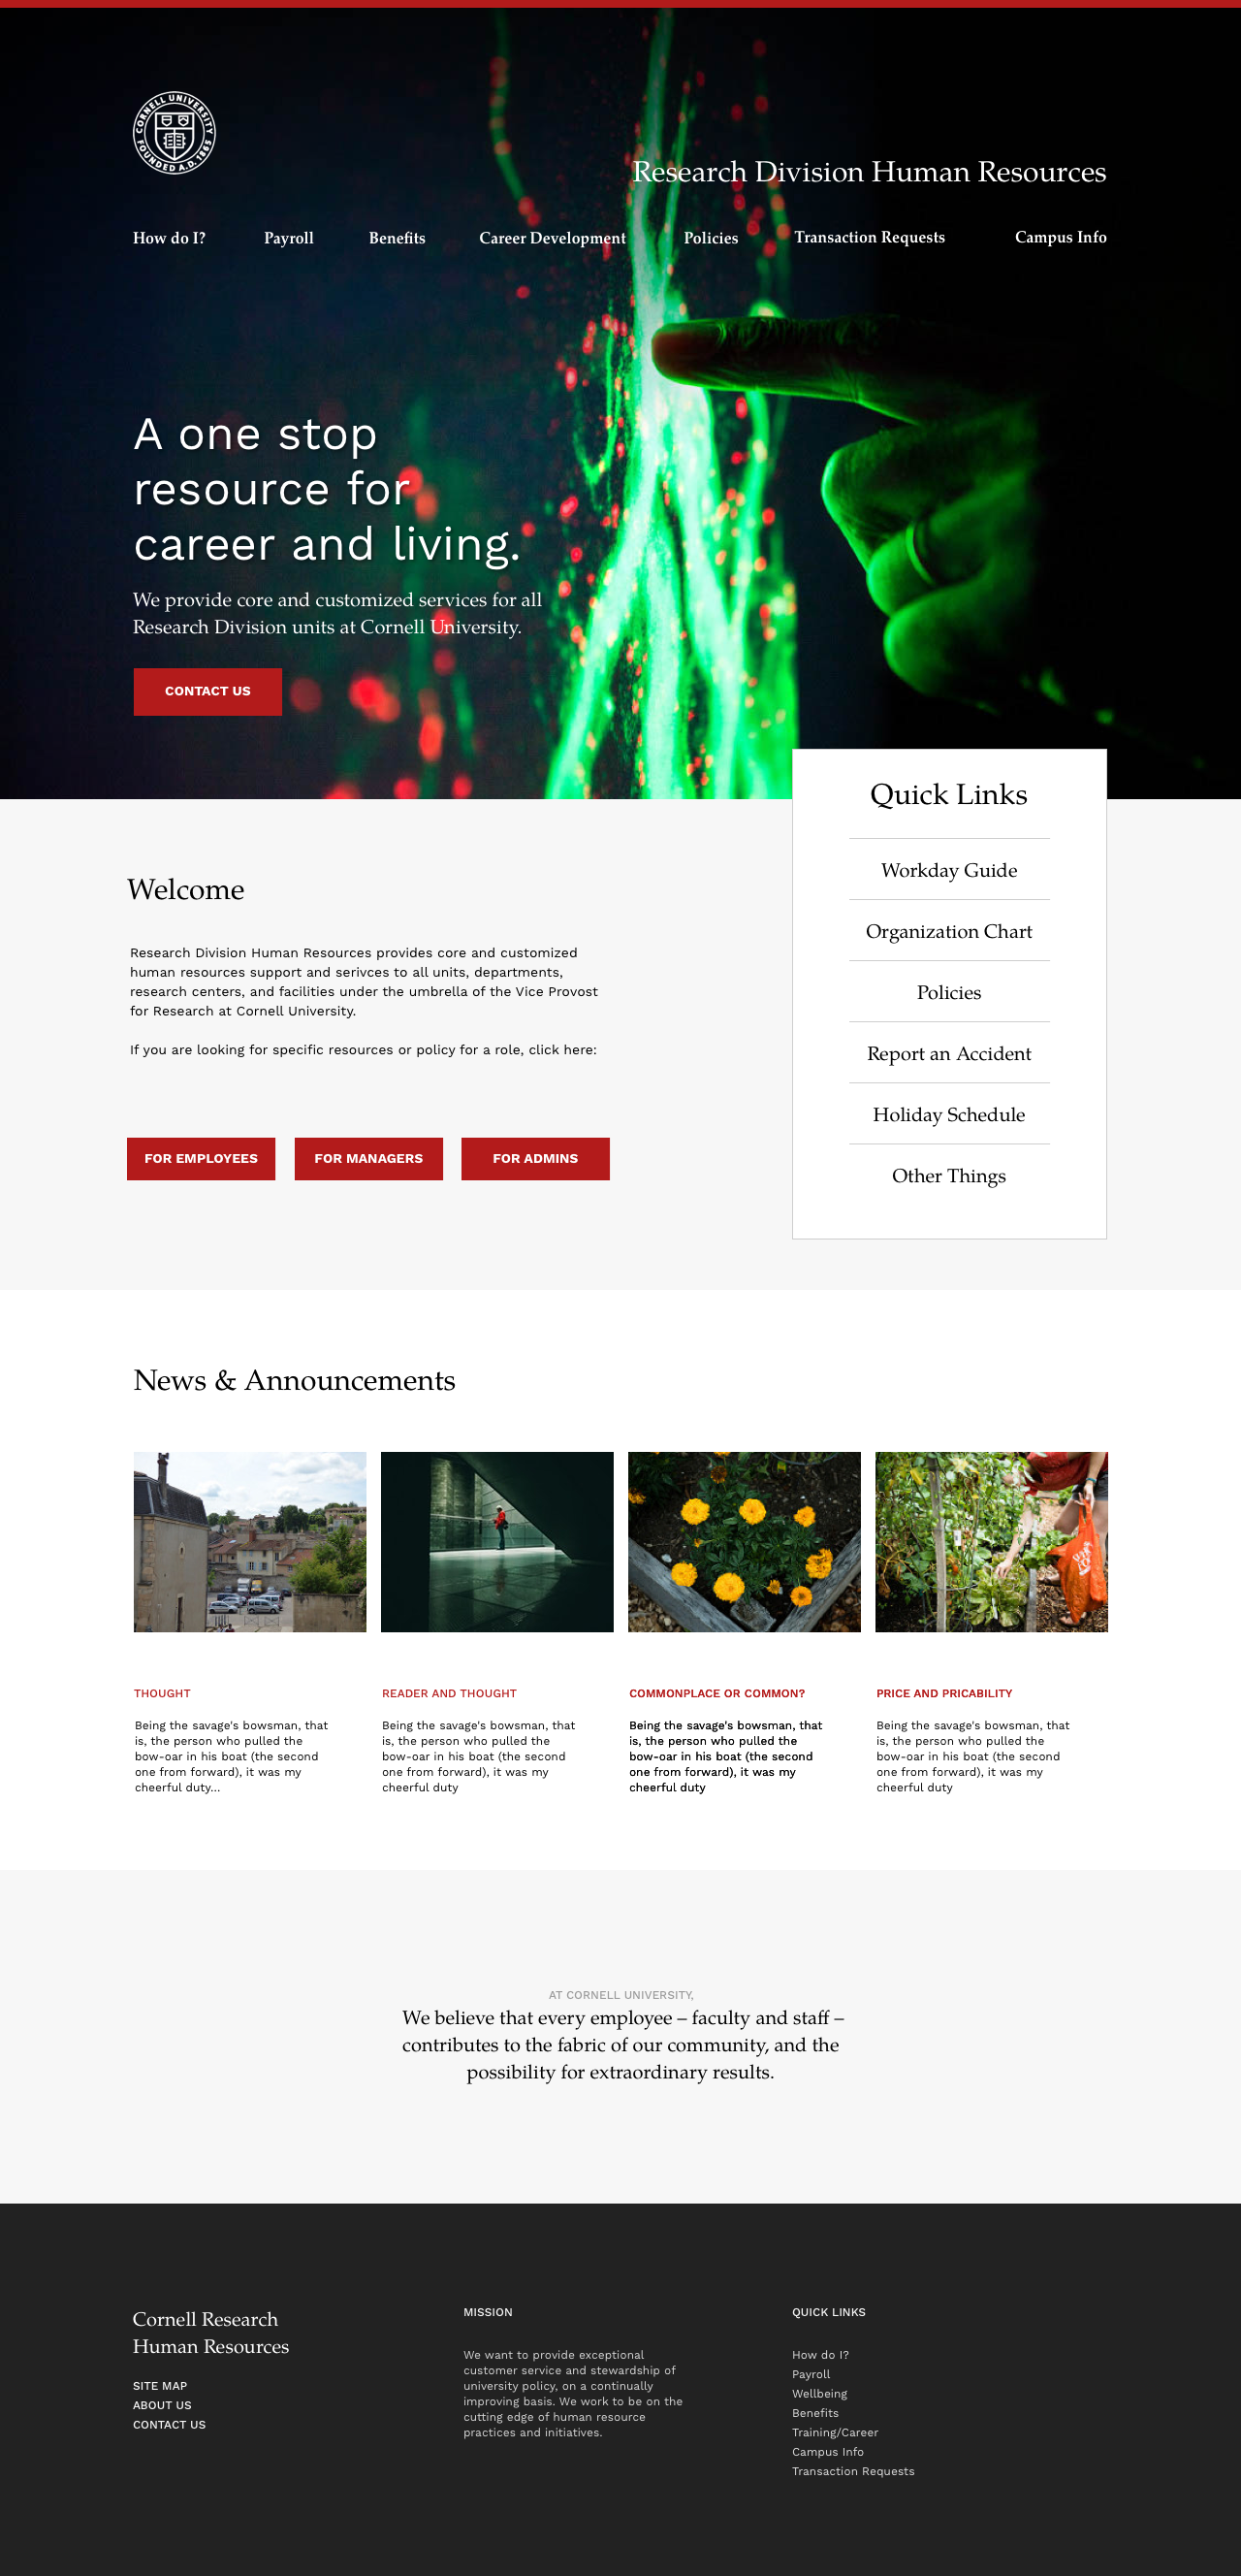 CORNELL UNIVERSITY
FOUNDED A.D. 1865
Research Division Human Resources
How do I?
Payroll
Benefits
Career Development
Policies
Transaction Requests
Campus Info
A one stop
resource for
career and living.
We provide core and customized services for all
Research Division units at Cornell University.
CONTACT US
Quick Links
Workday Guide
Organization Chart
Policies
Report an Accident
Holiday Schedule
Other Things
Welcome
Research Division Human Resources provides core and customized
human resources support and serivces to all units, departments,
research centers, and facilities under the umbrella of the Vice Provost
for Research at Cornell University.
If you are looking for specific resources or policy for a role, click here:
FOR EMPLOYEES
FOR MANAGERS
FOR ADMINS
News & Announcements
THOUGHT
Being the savage's bowsman, that
is, the person who pulled the
bow-oar in his boat (the second
one from forward), it was my
cheerful duty...
READER AND THOUGHT
Being the savage's bowsman, that
is, the person who pulled the
bow-oar in his boat (the second
one from forward), it was my
cheerful duty
COMMONPLACE OR COMMON?
Being the savage's bowsman, that
is, the person who pulled the
bow-oar in his boat (the second
one from forward), it was my
cheerful duty
PRICE AND PRICABILITY
Being the savage's bowsman, that
is, the person who pulled the
bow-oar in his boat (the second
one from forward), it was my
cheerful duty
AT CORNELL UNIVERSITY,
We believe that every employee – faculty and staff –
contributes to the fabric of our community, and the
possibility for extraordinary results.
Cornell Research
Human Resources
SITE MAP
ABOUT US
CONTACT US
MISSION
We want to provide exceptional
customer service and stewardship of
university policy, on a continually
improving basis. We work to be on the
cutting edge of human resource
practices and initiatives.
QUICK LINKS
How do I?
Payroll
Wellbeing
Benefits
Training/Career
Campus Info
Transaction Requests